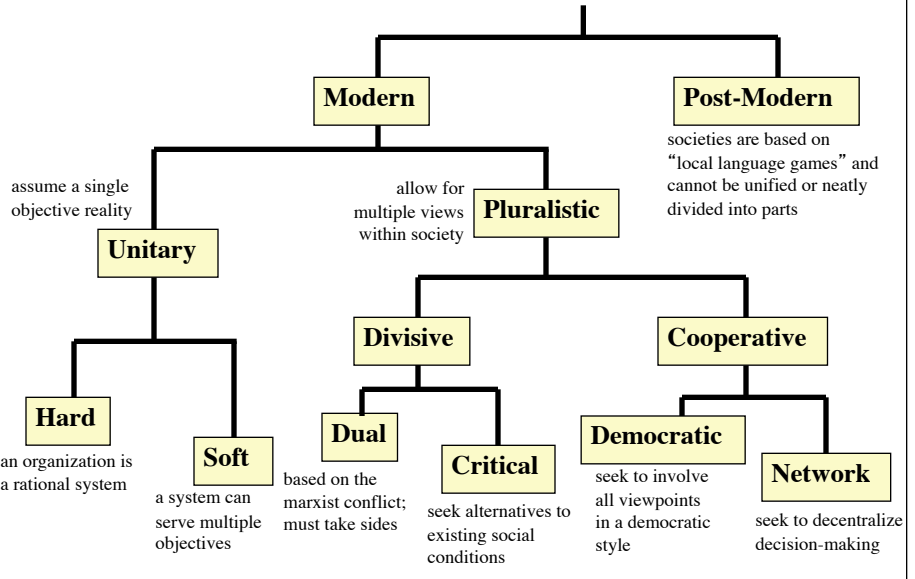 Modern
Post-Modern
societies are based on
“local language games” and
cannot be unified or neatly
divided into parts
assume a single
objective reality
Unitary
allow for
multiple views
within society
Pluralistic
Divisive
Cooperative
Hard
an organization is
a rational system
Soft
a system can
serve multiple
objectives
Dual
based on the
marxist conflict;
must take sides
Critical
seek alternatives to
existing social
conditions
Democratic
seek to involve
all viewpoints
in a democratic
style
Network
seek to decentralize
decision-making